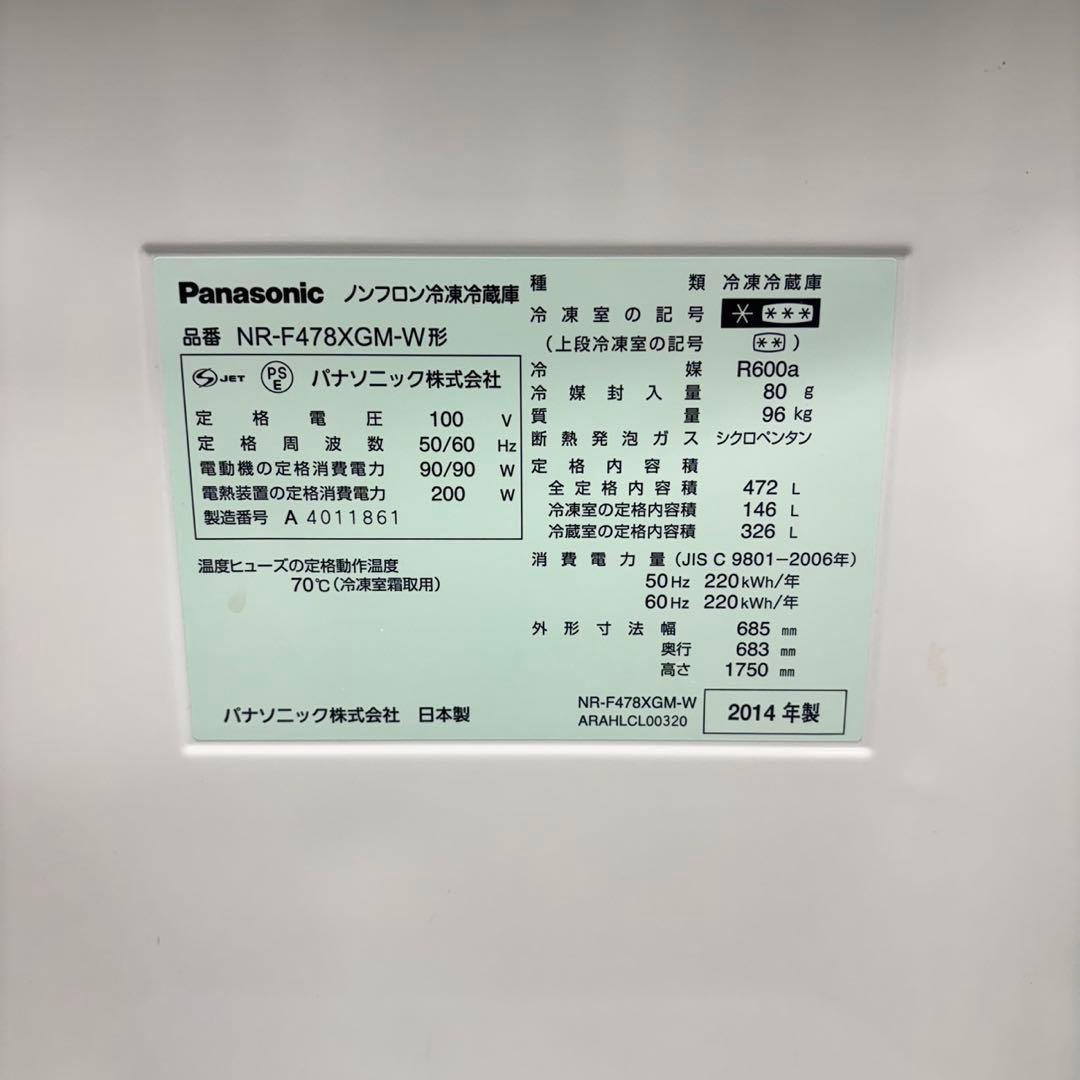 Panasonic ノンフロン冷凍冷蔵庫
品番 NR-F478XGM-W形
S JET PS E パナソニック株式会社
定格電圧 100 V
定格周波数 50/60 Hz
電動機の定格消費電力 90/90 W
電熱装置の定格消費電力 200 W
製造番号 A 4011861
温度ヒューズの定格動作温度
70℃(冷凍室霜取用)
パナソニック株式会社 日本製
種類 冷凍冷蔵庫
冷凍室の記号 * ***
(上段冷凍室の記号 ** )
冷媒 R600a
冷媒封入量 80 g
質量 96 kg
断熱発泡ガス シクロペンタン
定格内容積
全定格内容積 472 L
冷凍室の定格内容積 146 L
冷蔵室の定格内容積 326 L
消費電力量 (JIS C 9801-2006年)
50 Hz 220 kWh/年
60 Hz 220 kWh/年
外形寸法 幅 685 mm
奥行 683 mm
高さ 1750 mm
NR-F478XGM-W
ARAHLCL00320
2014 年製